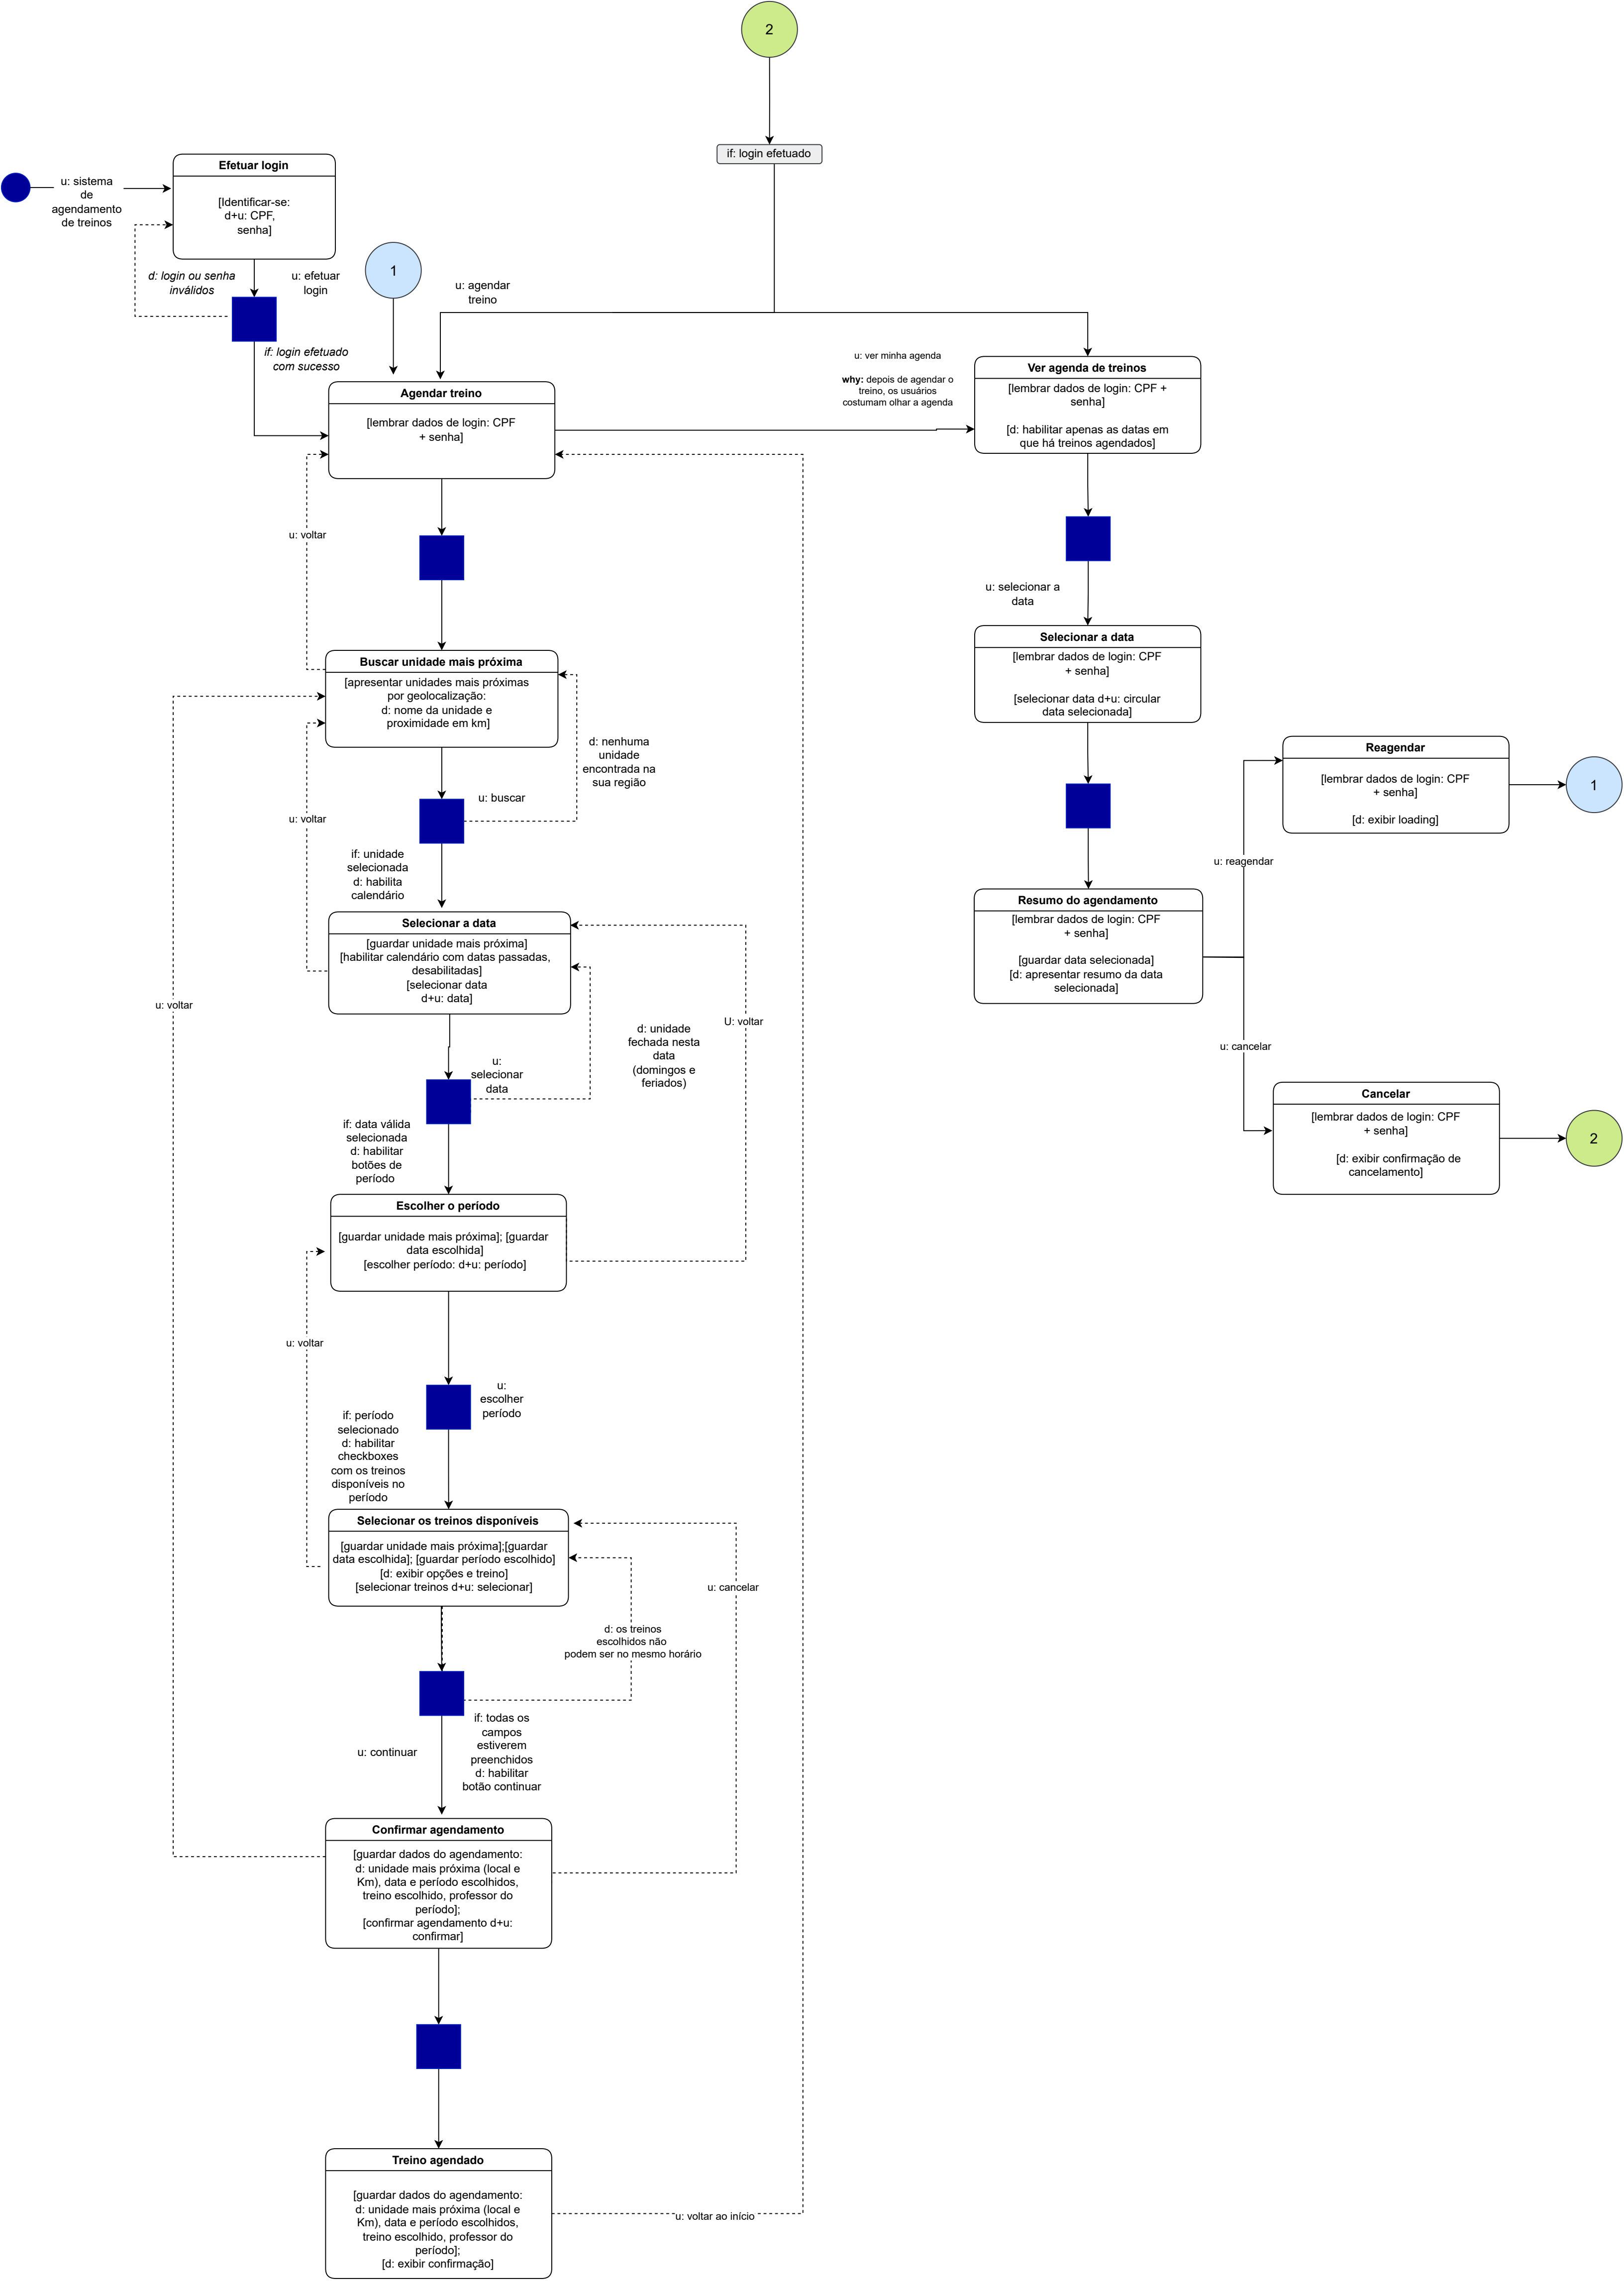 2
if: login efetuado
Efetuar login
[Identificar-se:
d+u: CPF,
senha]
u: sistema
de
agendamento
de treinos
d: login ou senha
inválidos
u: efetuar
login
if: login efetuado
com sucesso
1
u: agendar
treino
Agendar treino
[lembrar dados de login: CPF
+ senha]
u: ver minha agenda
why: depois de agendar o
treino, os usuários
costumam olhar a agenda
Ver agenda de treinos
[lembrar dados de login: CPF +
senha]
[d: habilitar apenas as datas em
que há treinos agendados]
u: voltar
u: selecionar a
data
Selecionar a data
[lembrar dados de login: CPF
+ senha]
[selecionar data d+u: circular
data selecionada]
Buscar unidade mais próxima
[apresentar unidades mais próximas
por geolocalização:
d: nome da unidade e
proximidade em km]
d: nenhuma
unidade
encontrada na
sua região
u: buscar
u: voltar
if: unidade
selecionada
d: habilita
calendário
Reagendar
[lembrar dados de login: CPF
+ senha]
[d: exibir loading]
1
u: reagendar
Resumo do agendamento
[lembrar dados de login: CPF
+ senha]
[guardar data selecionada]
[d: apresentar resumo da data
selecionada]
u: cancelar
Cancelar
[lembrar dados de login: CPF
+ senha]
[d: exibir confirmação de
cancelamento]
2
Selecionar a data
[guardar unidade mais próxima]
[habilitar calendário com datas passadas,
desabilitadas]
[selecionar data
d+u: data]
u: voltar
U: voltar
d: unidade
fechada nesta
data
(domingos e
feriados)
u:
selecionar
data
if: data válida
selecionada
d: habilitar
botões de
período
Escolher o período
[guardar unidade mais próxima]; [guardar
data escolhida]
[escolher período: d+u: período]
u: voltar
u:
escolher
período
if: período
selecionado
d: habilitar
checkboxes
com os treinos
disponíveis no
período
Selecionar os treinos disponíveis
[guardar unidade mais próxima];[guardar
data escolhida]; [guardar período escolhido]
[d: exibir opções e treino]
[selecionar treinos d+u: selecionar]
u: cancelar
d: os treinos
escolhidos não
podem ser no mesmo horário
u: continuar
if: todas os
campos
estiverem
preenchidos
d: habilitar
botão continuar
Confirmar agendamento
[guardar dados do agendamento:
d: unidade mais próxima (local e
Km), data e período escolhidos,
treino escolhido, professor do
período];
[confirmar agendamento d+u:
confirmar]
Treino agendado
[guardar dados do agendamento:
d: unidade mais próxima (local e
Km), data e período escolhidos,
treino escolhido, professor do
período];
[d: exibir confirmação]
u: voltar ao início